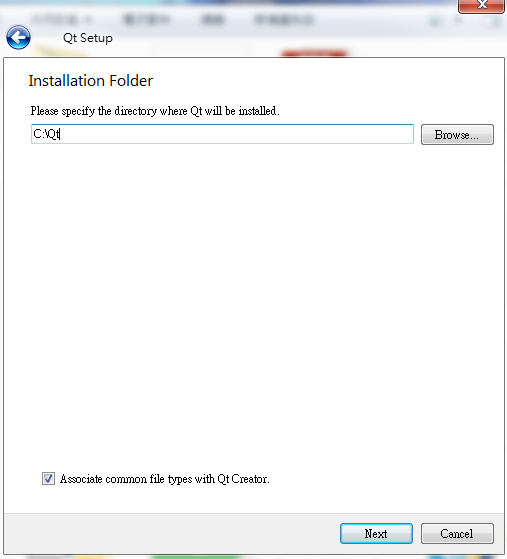 Qt Setup
Installation Folder
Please specify the directory where Qt will be installed.
C:\Qt
Browse...
Associate common file types with Qt Creator.
Next
Cancel